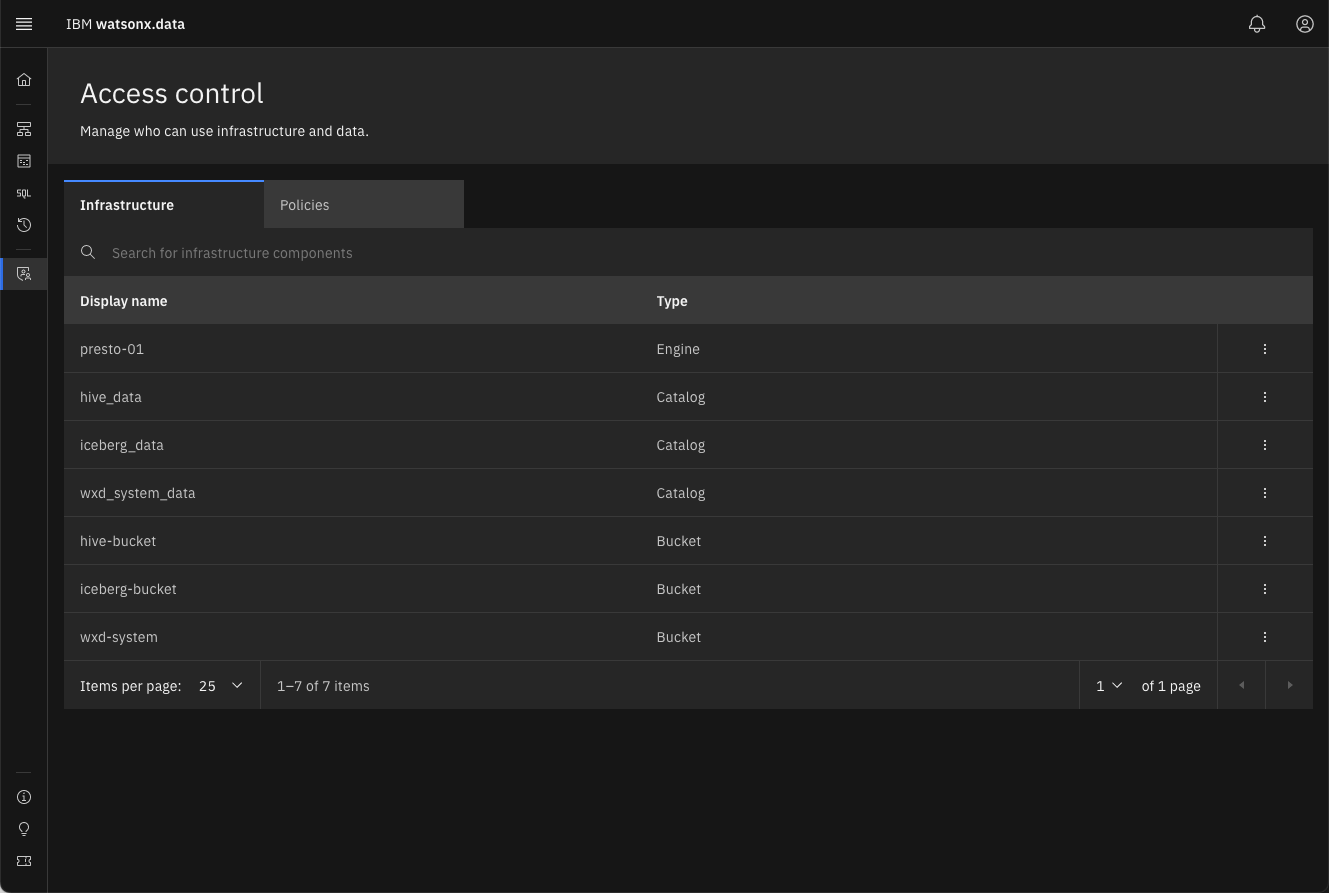 IBM watsonx.data
Access control
Manage who can use infrastructure and data.
SQL
Infrastructure Policies
Search for infrastructure components
Display name Type
presto-01 Engine
hive_data Catalog
iceberg_data Catalog
wxd_system_data Catalog
hive-bucket Bucket
iceberg-bucket Bucket
wxd-system Bucket
Items per page: 25 1–7 of 7 items 1 of 1 page